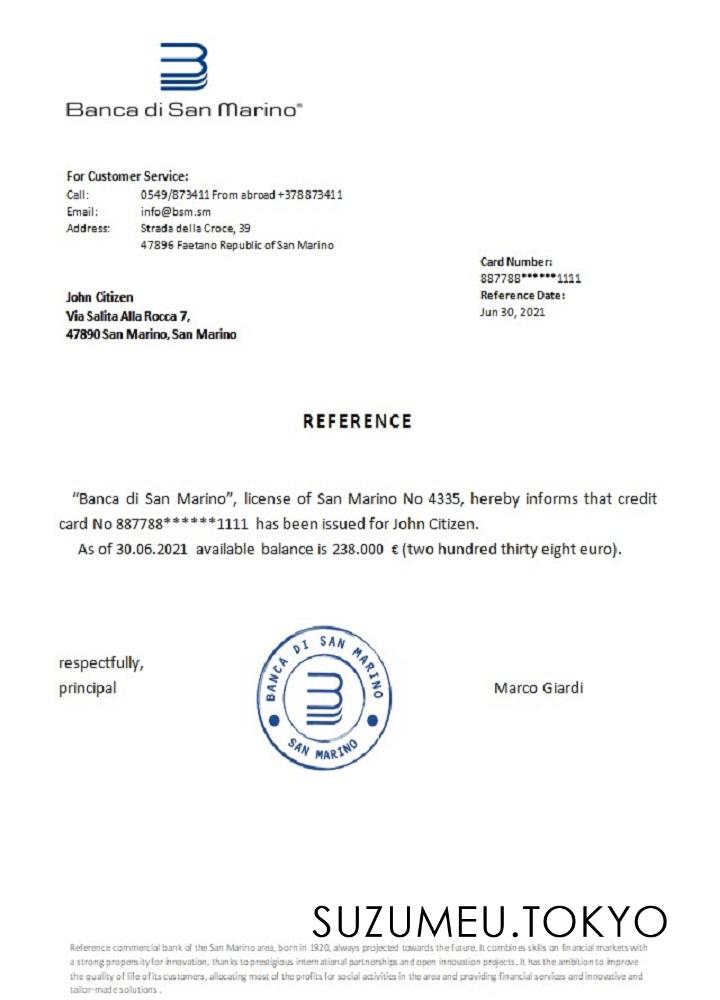 Banca di San Marino®
For Customer Service:
Call: 0549/873411 From abroad +378873411
Email: info@bsm.sm
Address: Strada della Croce, 39
47896 Faetano Republic of San Marino
Card Number:
887788******1111
Reference Date:
Jun 30, 2021
John Citizen
Via Salita Alla Rocca 7,
47890 San Marino, San Marino
REFERENCE
“Banca di San Marino”, license of San Marino No 4335, hereby informs that credit
card No 887788******1111 has been issued for John Citizen.
As of 30.06.2021 available balance is 238.000 € (two hundred thirty eight euro).
respectfully,
principal
BANCA DI SAN MARINO
SAN MARINO
Marco Giardi
SUZUMEU.TOKYO
Reference commercial bank of the San Marino area, born in 1920, always projected towards the future. It combines skills on financial markets with
a strong propensity for innovation, thanks to prestigious international partnerships and open innovation projects. It has the ambition to improve
the quality of life of its customers, allocating most of the profits for social activities in the area and providing financial services and innovative and
tailor-made solutions .